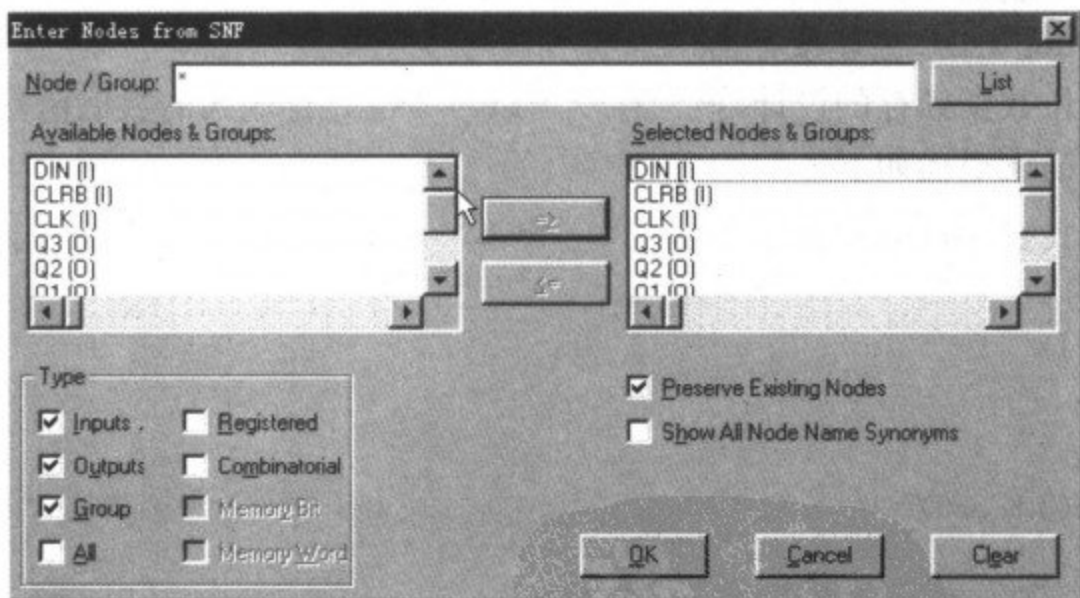 Enter Nodes from SNF
Node / Group: *
List
Available Nodes & Groups:
DIN (I)
CLRB (I)
CLK (I)
Q3 (O)
Q2 (O)
Q1 (O)
=>
<=
Selected Nodes & Groups:
DIN (I)
CLRB (I)
CLK (I)
Q3 (O)
Q2 (O)
Q1 (O)
Type
Inputs
Registered
Outputs
Combinatorial
Group
Memory Bit
All
Memory Word
Preserve Existing Nodes
Show All Node Name Synonyms
OK
Cancel
Clear